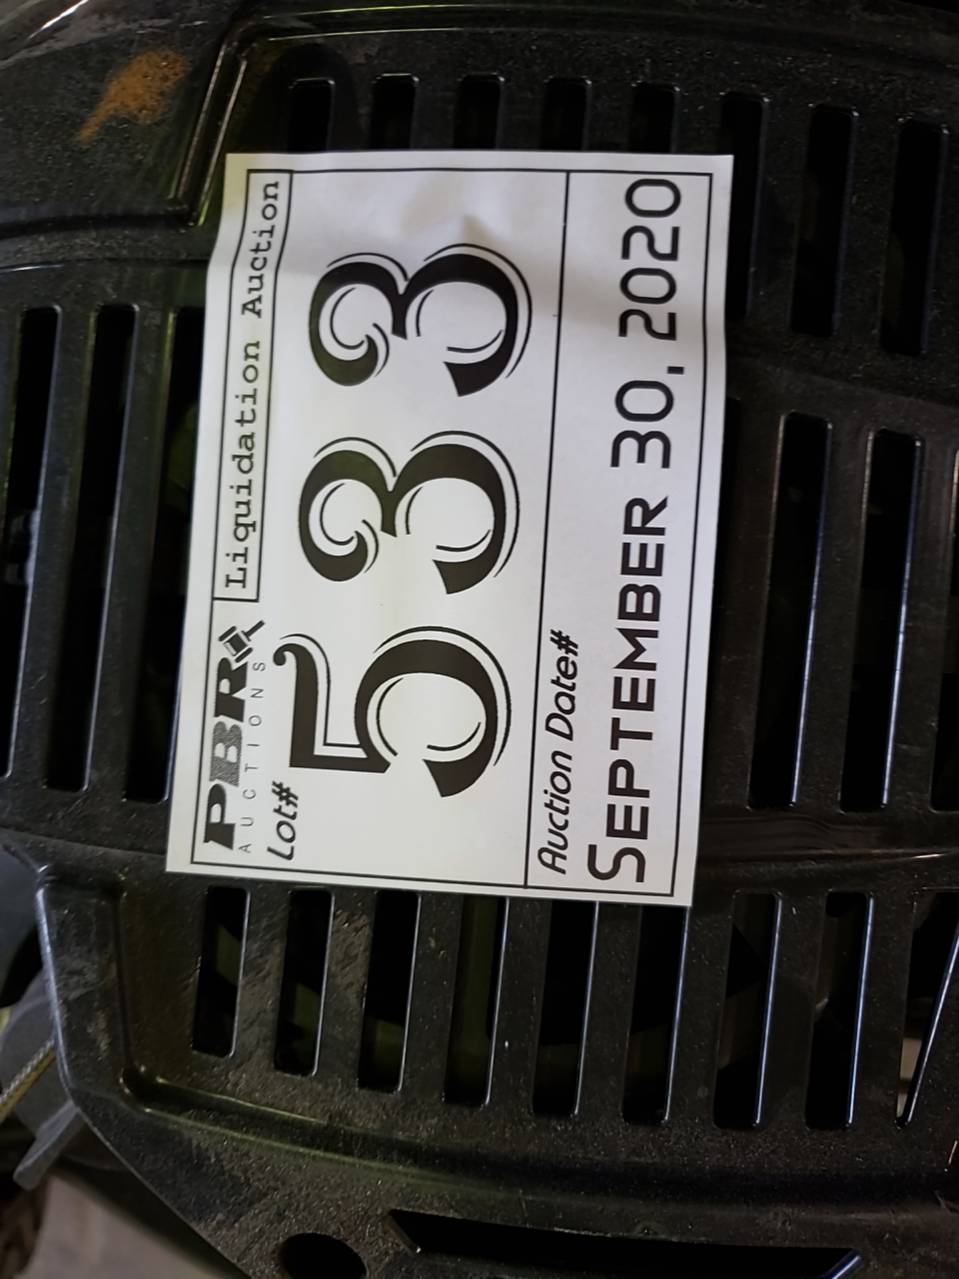 PBR
AUCTIONS
Liquidation Auction
Lot#
533
Auction Date#
SEPTEMBER 30, 2020